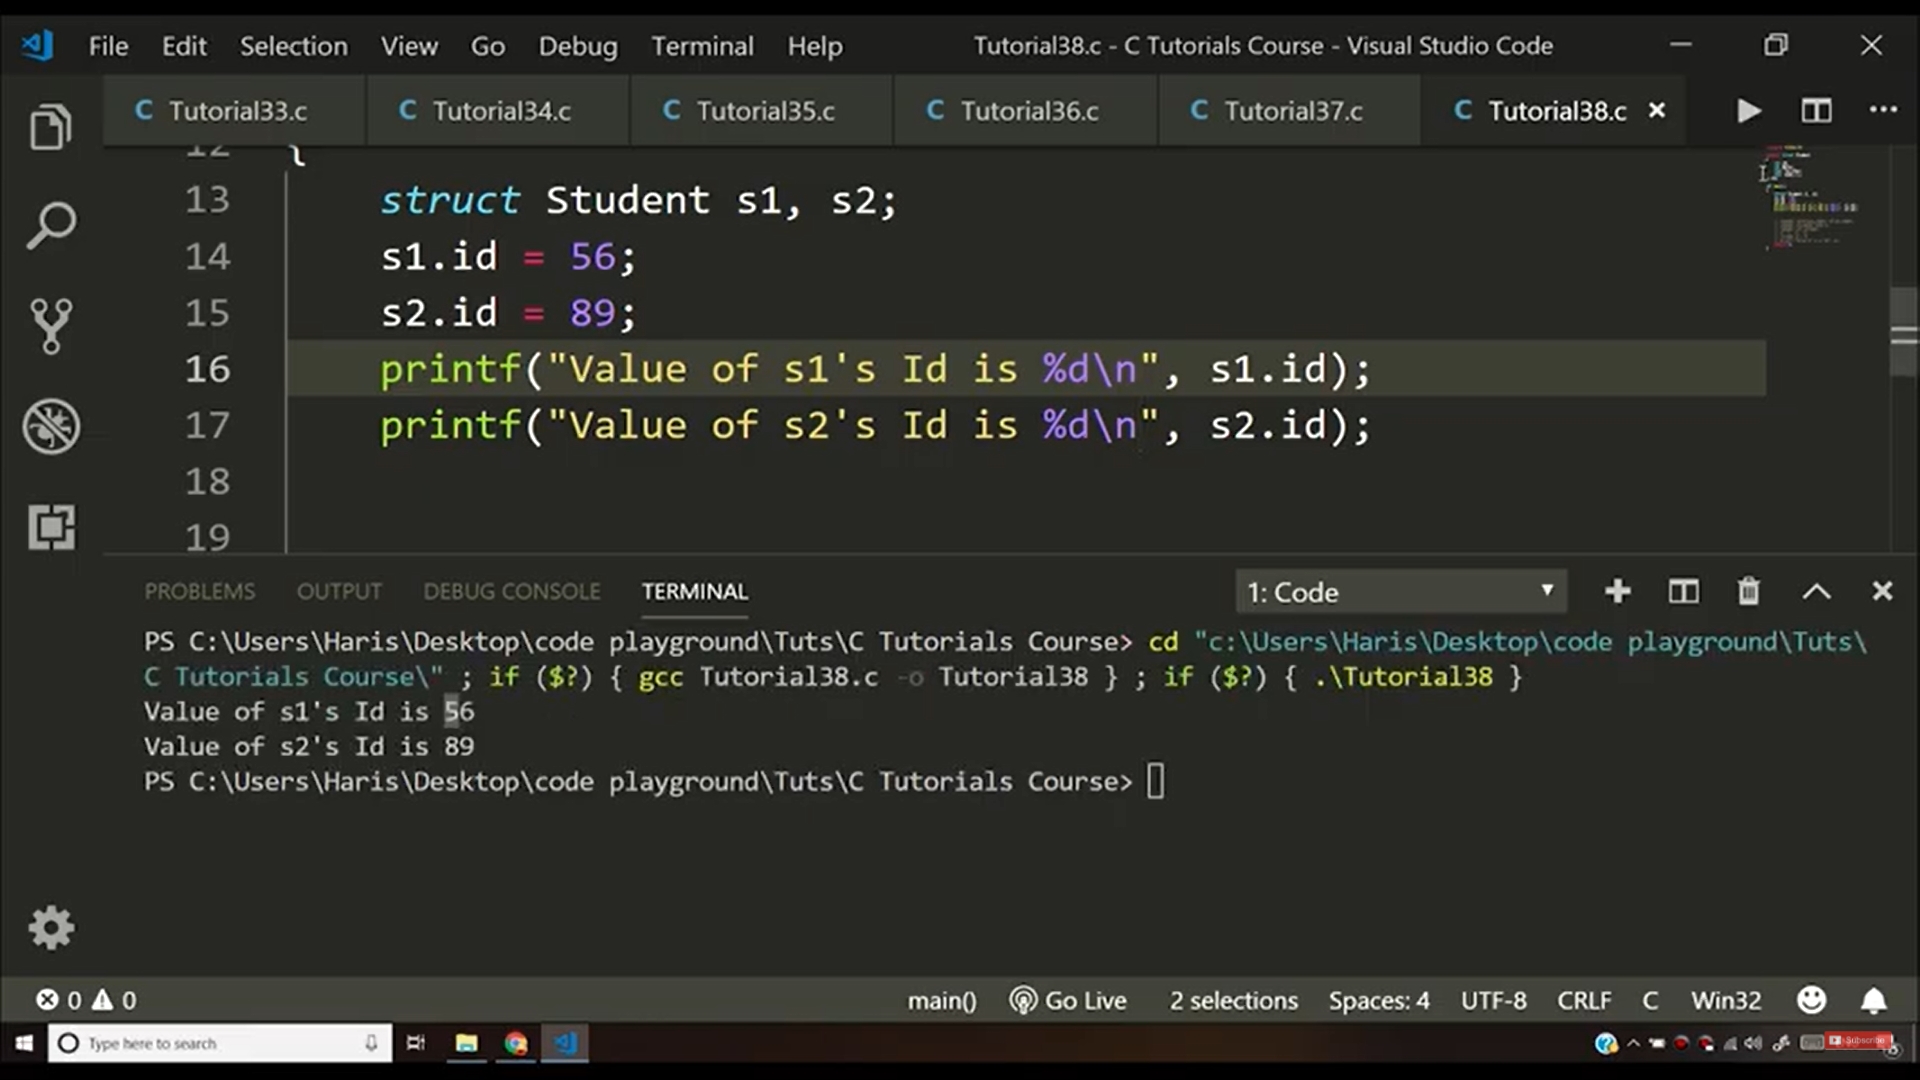 File Edit Selection View Go Debug Terminal Help Tutorial38.c - C Tutorials Course - Visual Studio Code
C Tutorial33.c C Tutorial34.c C Tutorial35.c C Tutorial36.c C Tutorial37.c C Tutorial38.c
12 {
13 struct Student s1, s2;
14 s1.id = 56;
15 s2.id = 89;
16 printf("Value of s1's Id is %d\n", s1.id);
17 printf("Value of s2's Id is %d\n", s2.id);
18
19
PROBLEMS OUTPUT DEBUG CONSOLE TERMINAL 1: Code
PS C:\Users\Haris\Desktop\code playground\Tuts\C Tutorials Course> cd "c:\Users\Haris\Desktop\code playground\Tuts\
C Tutorials Course\" ; if ($?) { gcc Tutorial38.c -o Tutorial38 } ; if ($?) { .\Tutorial38 }
Value of s1's Id is 56
Value of s2's Id is 89
PS C:\Users\Haris\Desktop\code playground\Tuts\C Tutorials Course>
0 0 main() Go Live 2 selections Spaces: 4 UTF-8 CRLF C Win32
Type here to search Subscribe